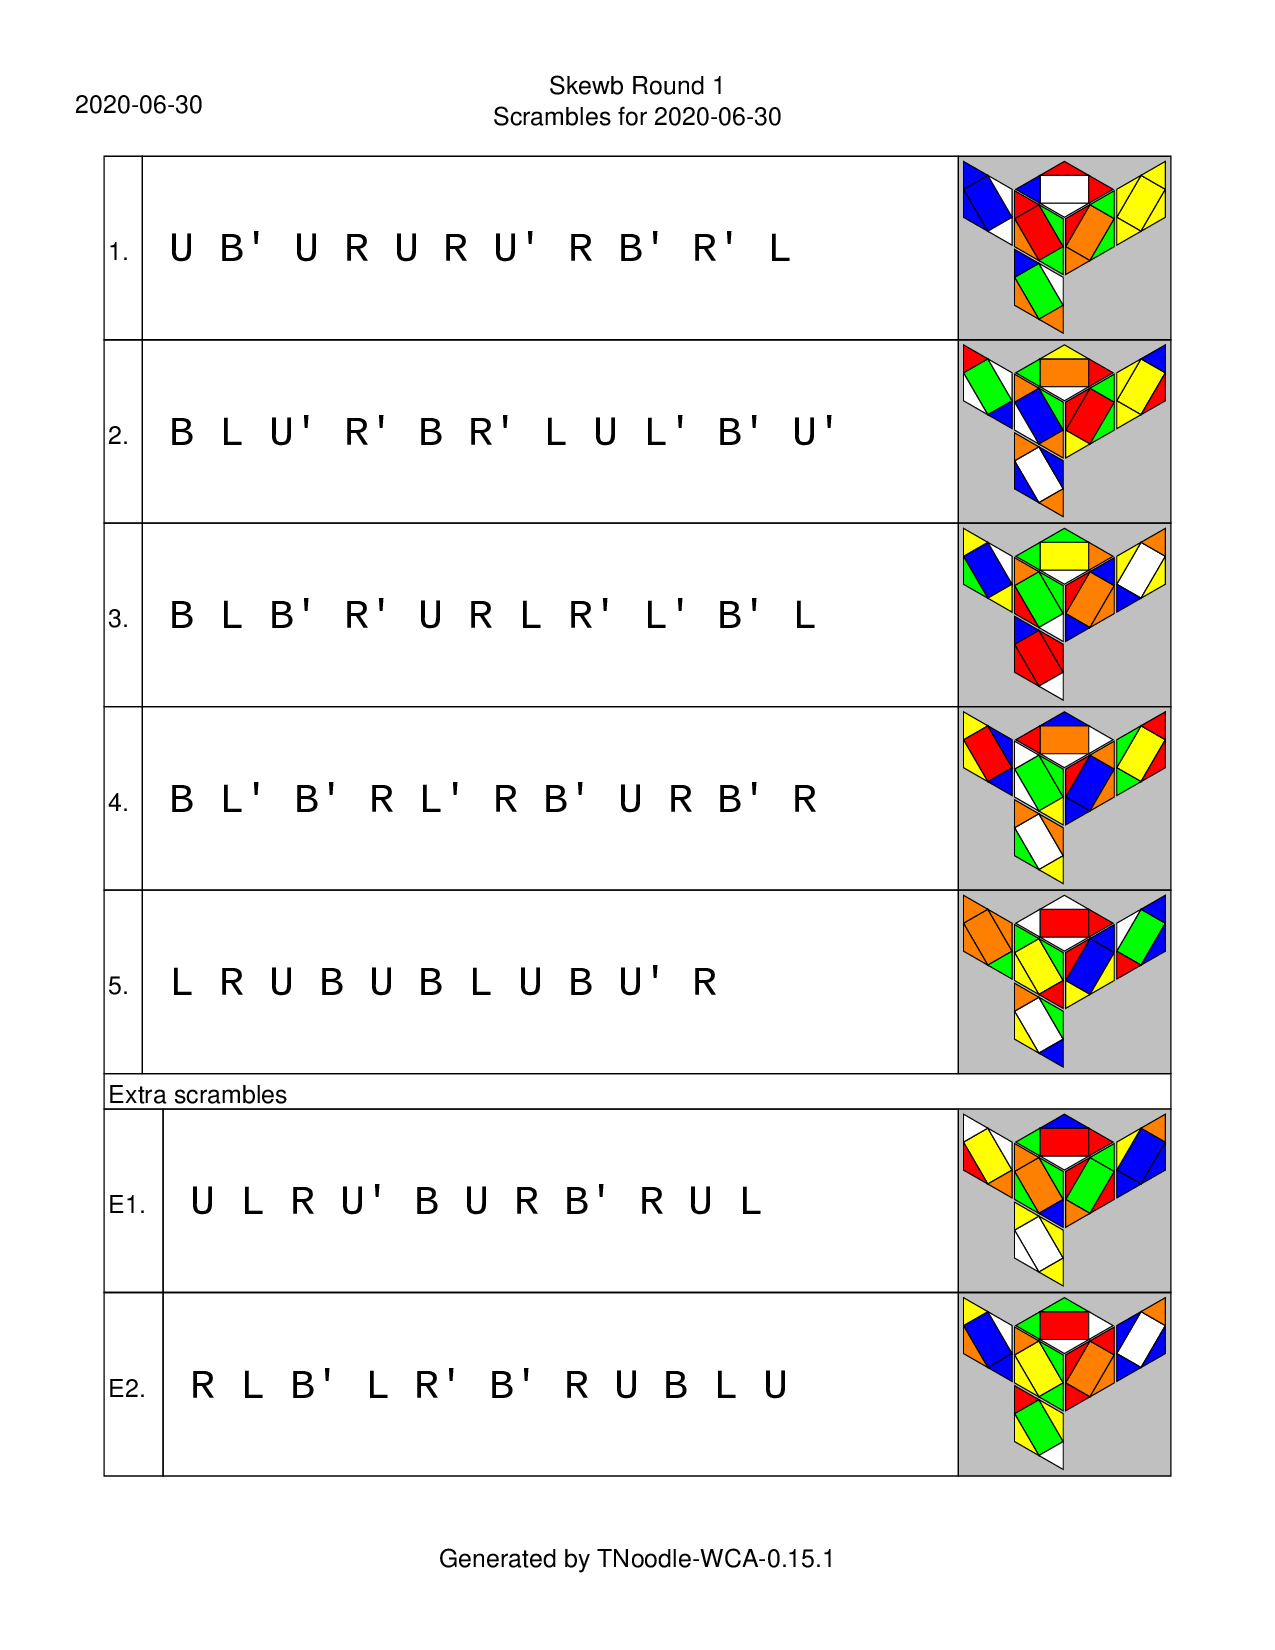 2020-06-30
Skewb Round 1
Scrambles for 2020-06-30
1. U B' U R U R U' R B' R' L
2. B L U' R' B R' L U L' B' U'
3. B L B' R' U R L R' L' B' L
4. B L' B' R L' R B' U R B' R
5. L R U B U B L U B U' R
Extra scrambles
E1. U L R U' B U R B' R U L
E2. R L B' L R' B' R U B L U
Generated by TNoodle-WCA-0.15.1